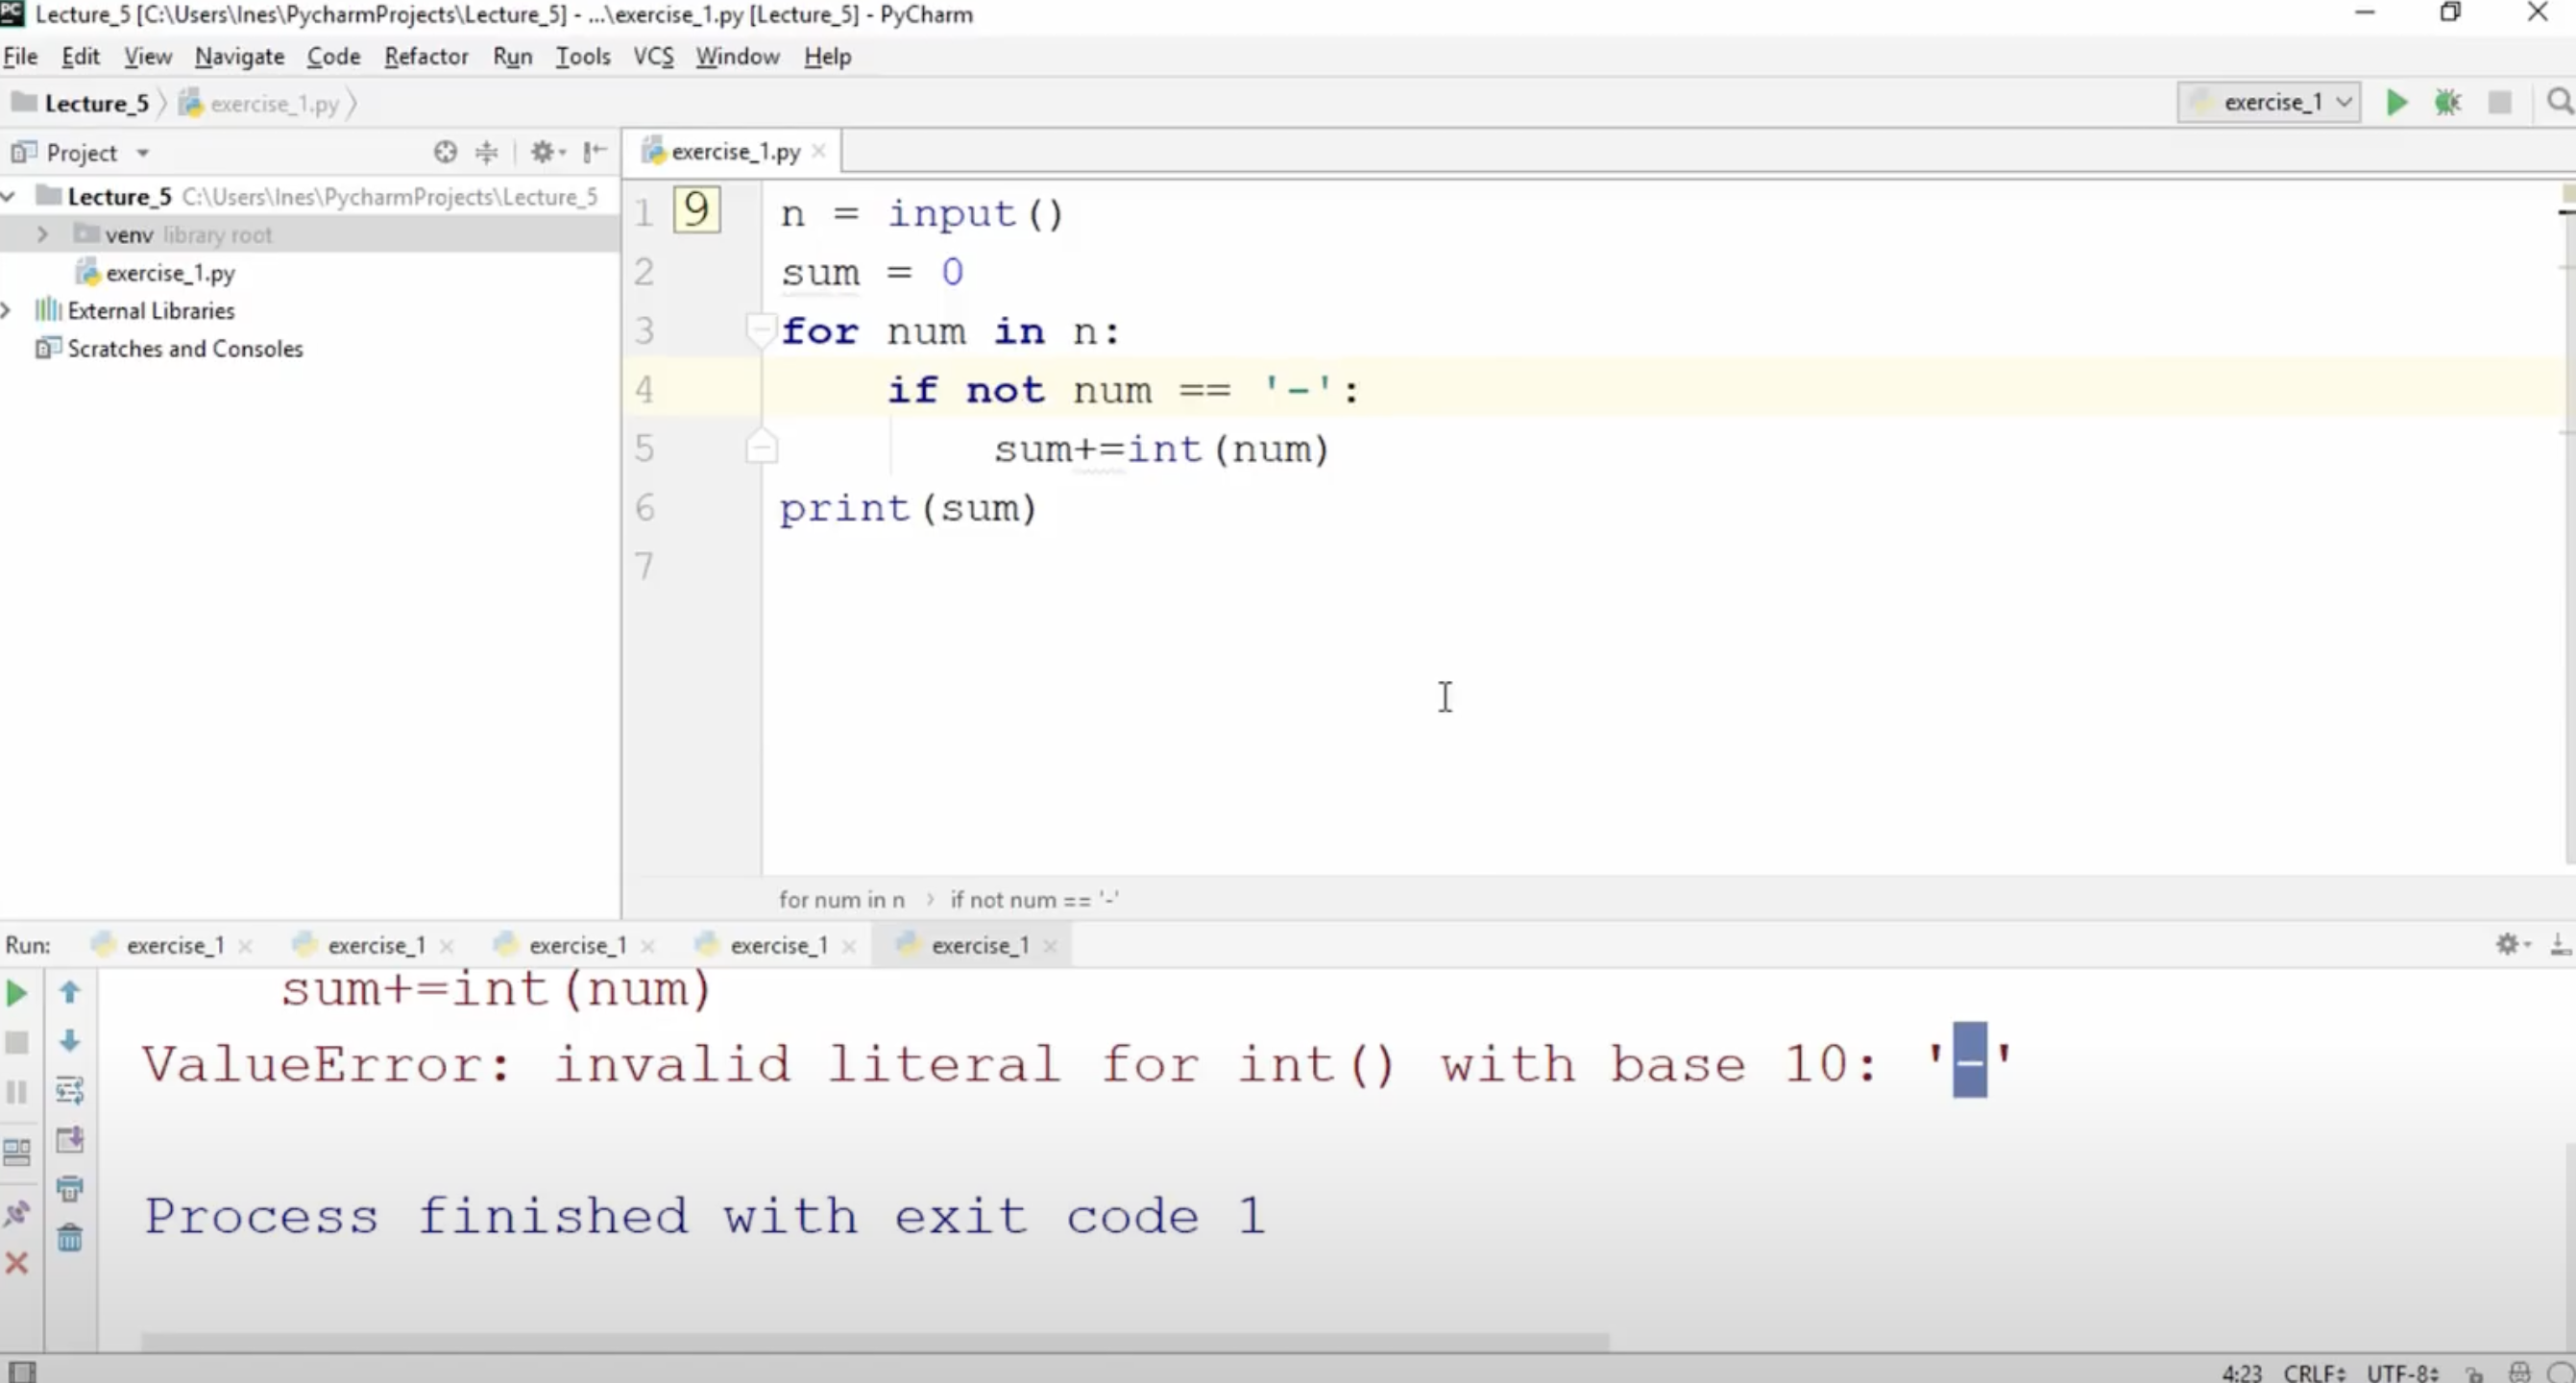 PC Lecture_5 [C:\Users\Ines\PycharmProjects\Lecture_5] - ...\exercise_1.py [Lecture_5] - PyCharm
File Edit View Navigate Code Refactor Run Tools VCS Window Help
Lecture_5 exercise_1.py
exercise_1
Project
Lecture_5 C:\Users\Ines\PycharmProjects\Lecture_5
venv library root
exercise_1.py
External Libraries
Scratches and Consoles
exercise_1.py
9
1 n = input()
2 sum = 0
3 for num in n:
4     if not num == '-':
5         sum+=int(num)
6 print(sum)
7
for num in n › if not num == '-'
Run: exercise_1 exercise_1 exercise_1 exercise_1 exercise_1
    sum+=int(num)
ValueError: invalid literal for int() with base 10: '-'
Process finished with exit code 1
4:23 CRLF UTF-8